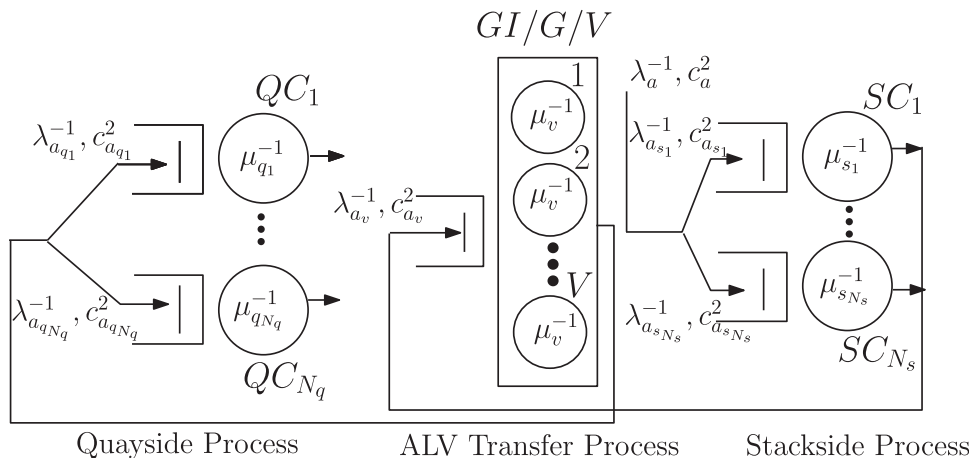 GI/G/V
QC₁
λ_{a_{q_1}}^{-1}, c_{a_{q_1}}^2
μ_{q_1}^{-1}
λ_{a_{q_{N_q}}}^{-1}, c_{a_{q_{N_q}}}^2
μ_{q_{N_q}}^{-1}
QC_{N_q}
λ_{a_v}^{-1}, c_{a_v}^2
1
μ_v^{-1}
2
μ_v^{-1}
V
μ_v^{-1}
λ_a^{-1}, c_a^2
λ_{a_{s_1}}^{-1}, c_{a_{s_1}}^2
SC₁
μ_{s_1}^{-1}
λ_{a_{s_{N_s}}}^{-1}, c_{a_{s_{N_s}}}^2
μ_{s_{N_s}}^{-1}
SC_{N_s}
Quayside Process
ALV Transfer Process
Stackside Process